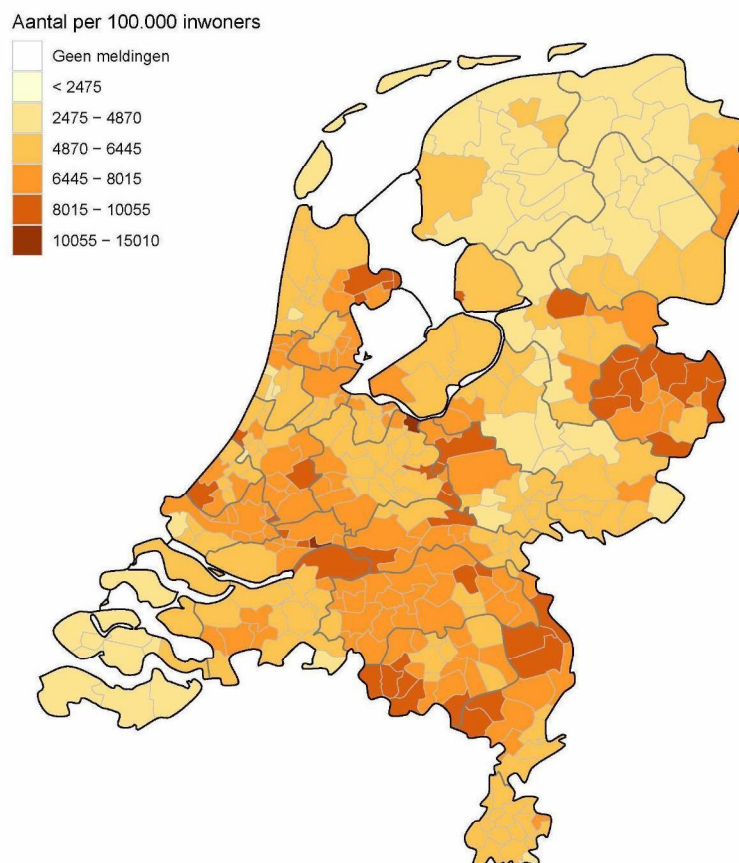 Aantal per 100.000 inwoners
Geen meldingen
< 2475
2475 – 4870
4870 – 6445
6445 – 8015
8015 – 10055
10055 – 15010